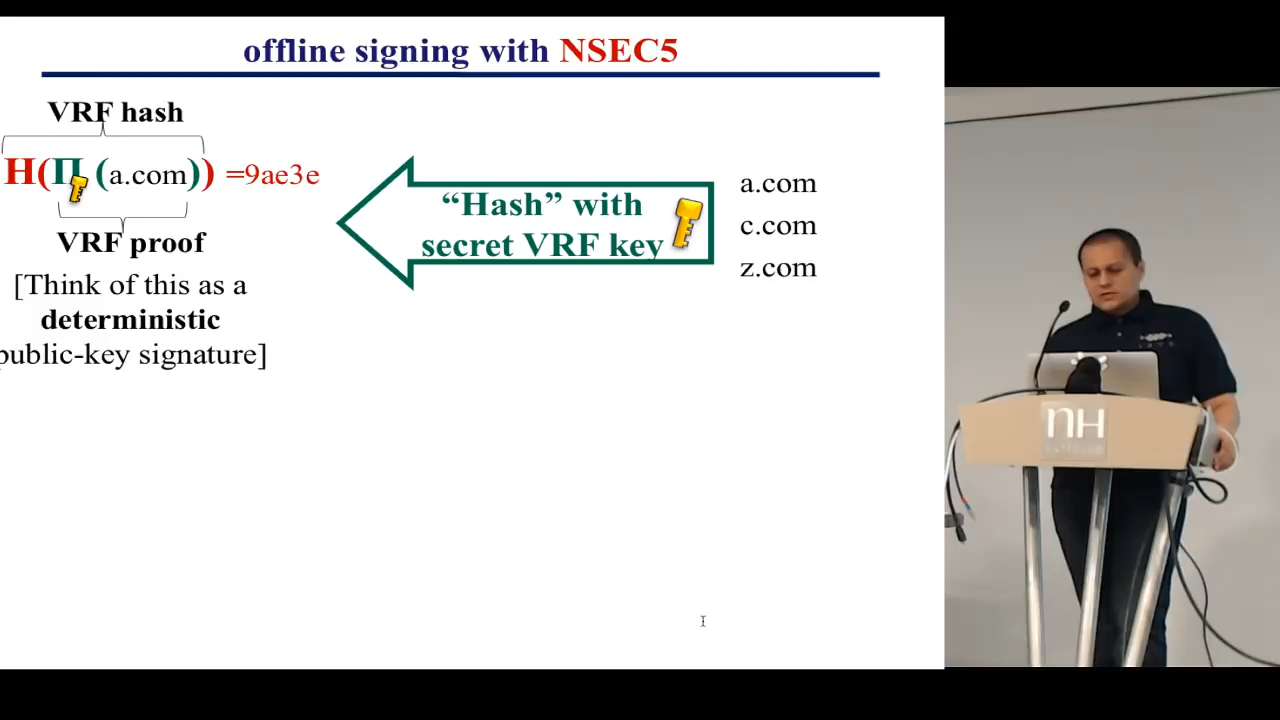 offline signing with NSEC5
VRF hash
H(Π (a.com)) =9ae3e
VRF proof
[Think of this as a
deterministic
public-key signature]
“Hash” with
secret VRF key
a.com
c.com
z.com
nH